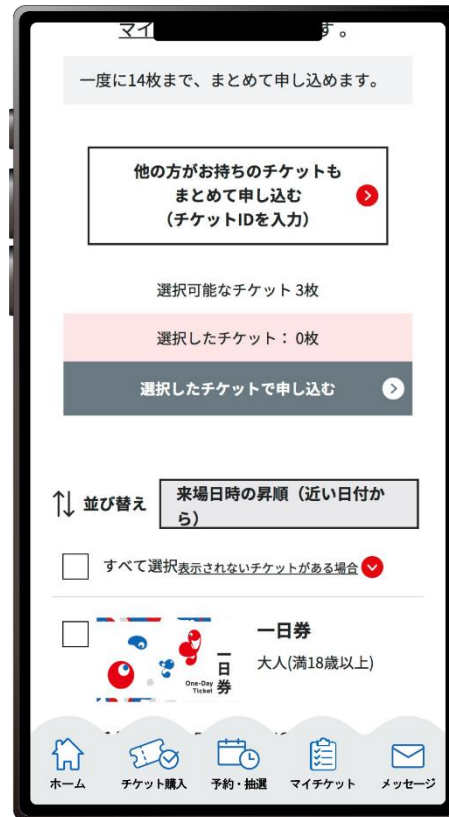 マイ す。
一度に14枚まで、まとめて申し込めます。
他の方がお持ちのチケットも
まとめて申し込む
(チケットIDを入力)
選択可能なチケット 3枚
選択したチケット： 0枚
選択したチケットで申し込む
並び替え
来場日時の昇順（近い日付か
ら）
すべて選択表示されないチケットがある場合
一日券
大人(満18歳以上)
一日券
One-Day
Ticket
ホーム
チケット購入
予約・抽選
マイチケット
メッセージ